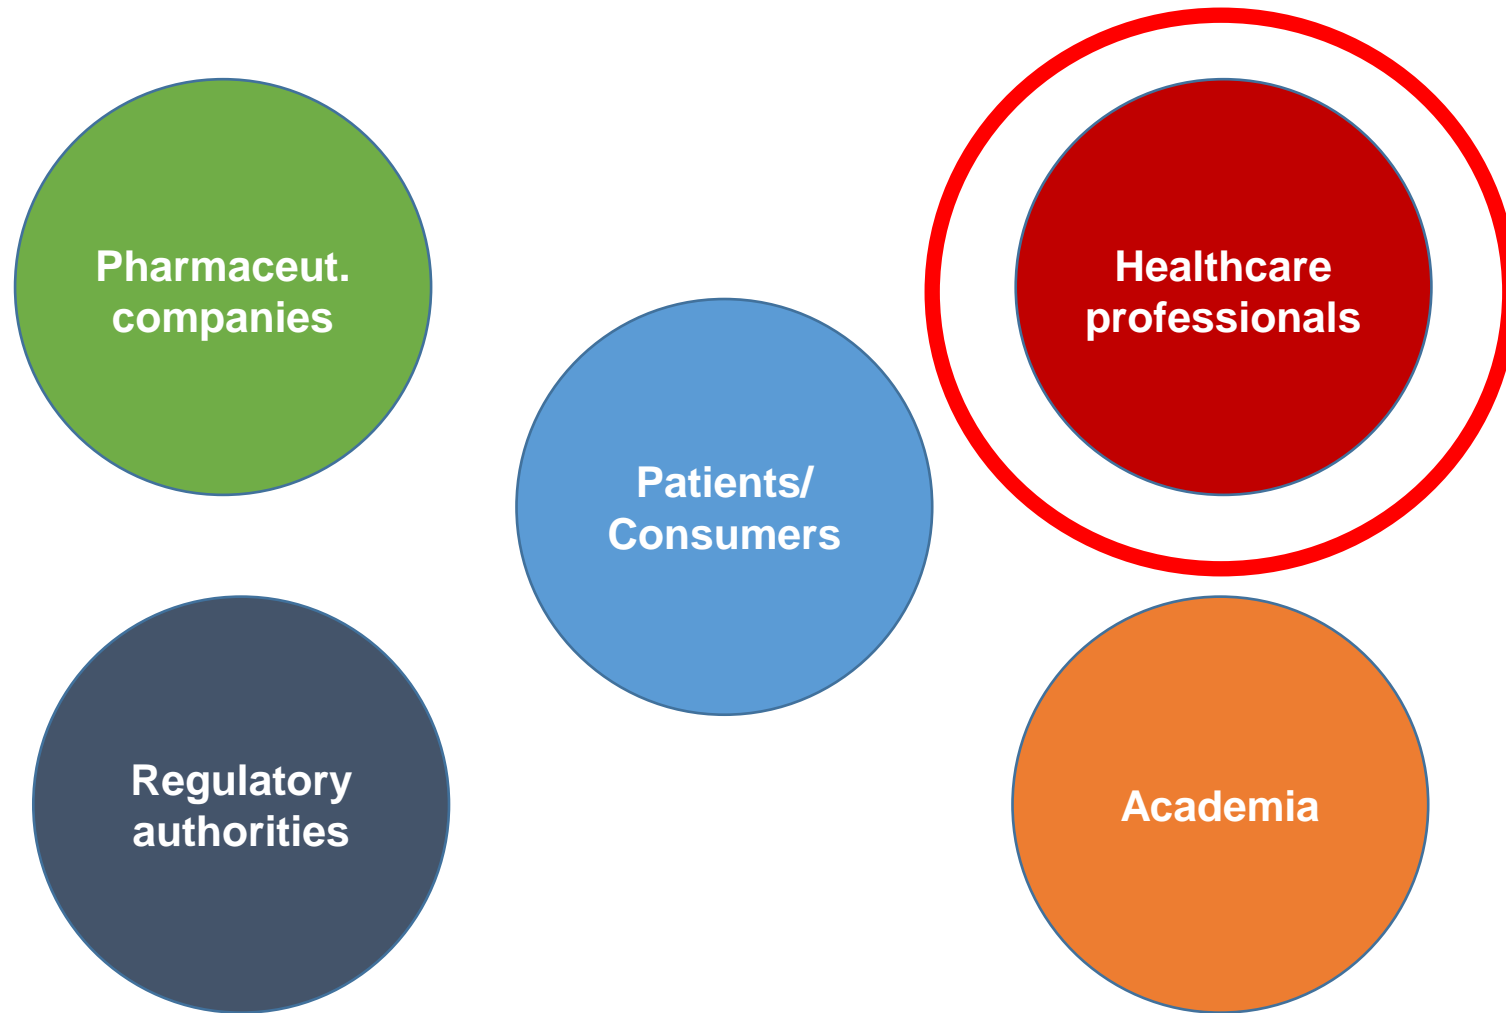 Pharmaceut.
companies
Healthcare
professionals
Patients/
Consumers
Regulatory
authorities
Academia